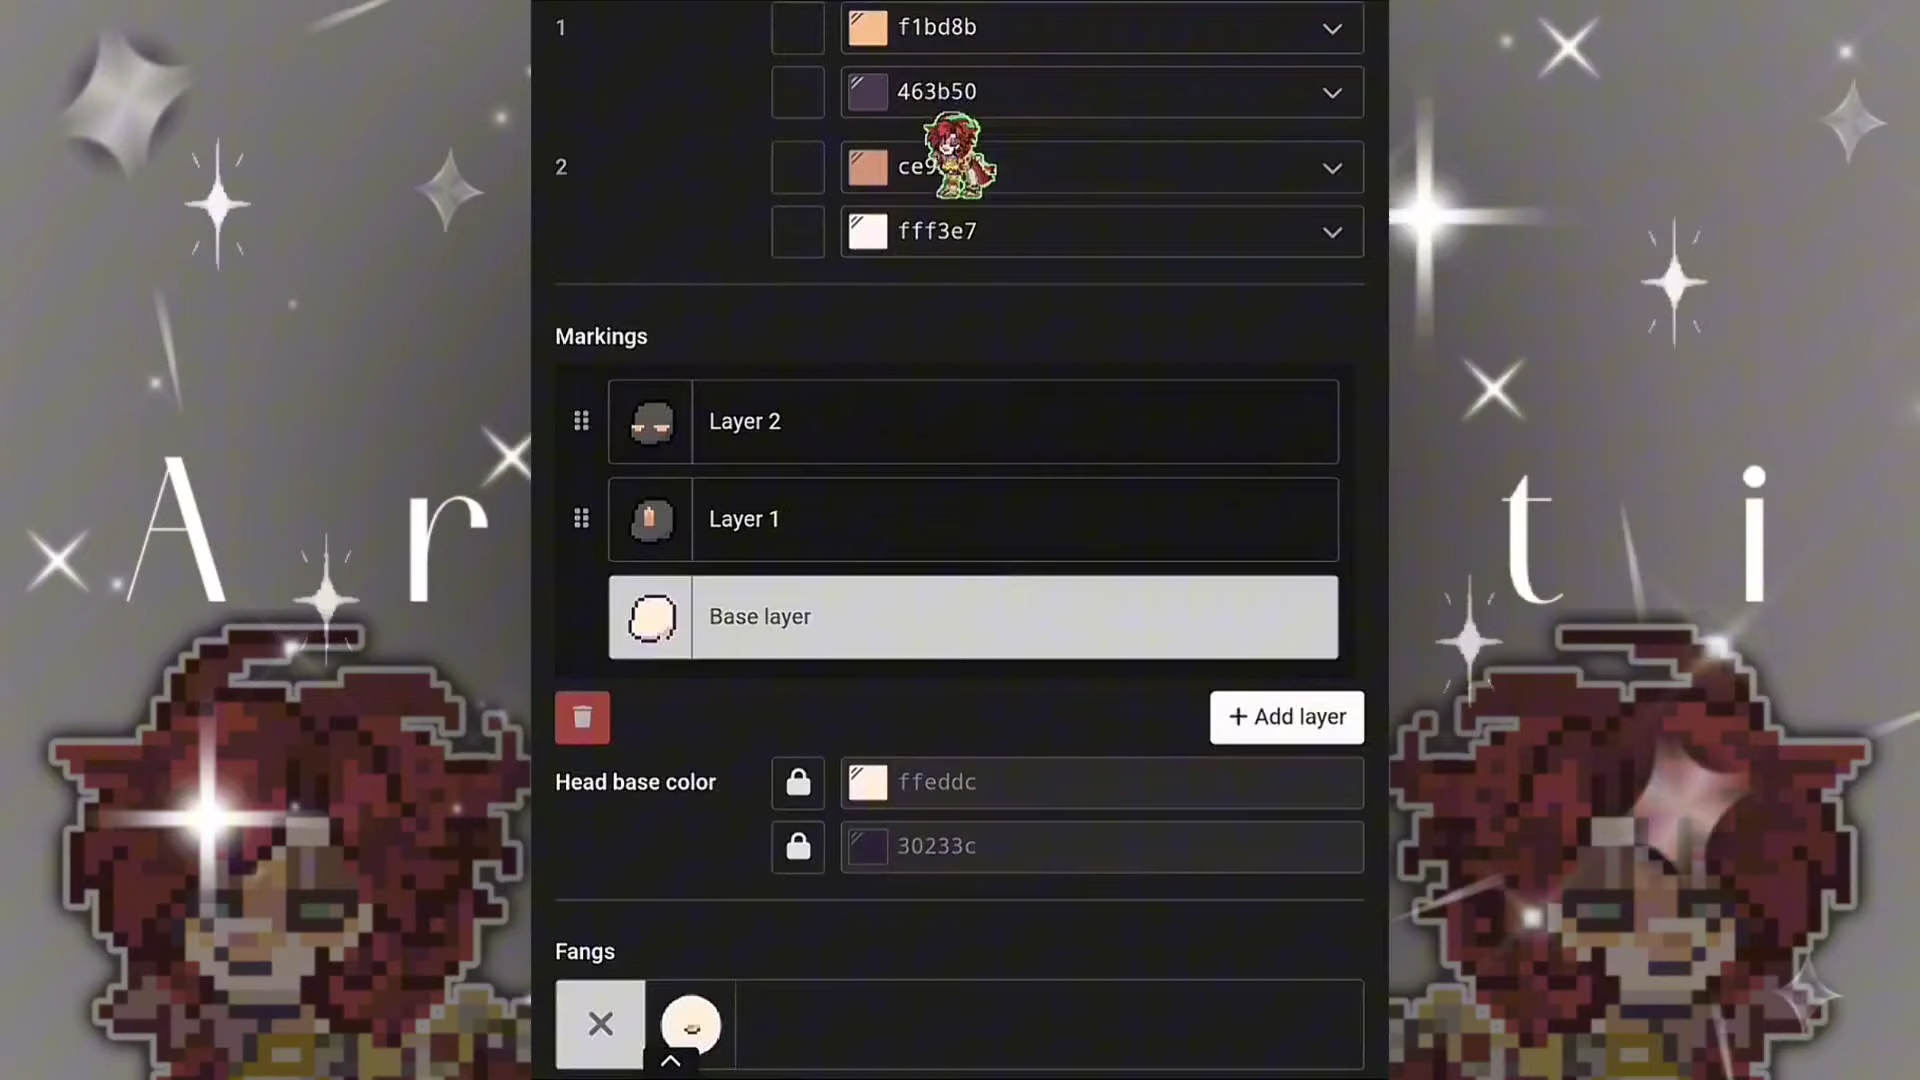 1
f1bd8b
463b50
2
ce9
fff3e7
Markings
Layer 2
Layer 1
Base layer
+ Add layer
Head base color
ffeddc
30233c
Fangs
A r t i